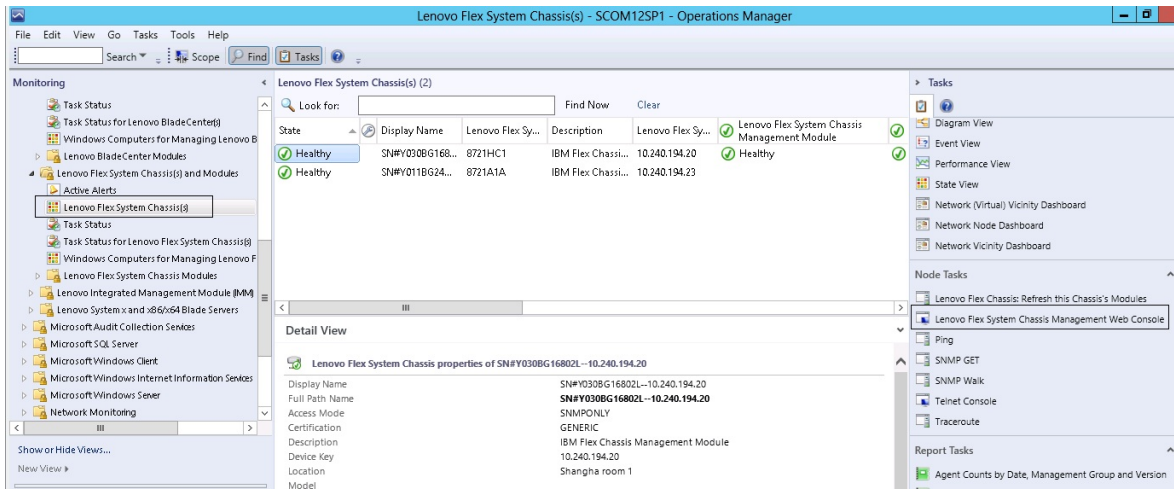 Lenovo Flex System Chassis(s) - SCOM12SP1 - Operations Manager
File Edit View Go Tasks Tools Help
Search Scope Find Tasks
Monitoring
Task Status
Task Status for Lenovo BladeCenter(s)
Windows Computers for Managing Lenovo B
Lenovo BladeCenter Modules
Lenovo Flex System Chassis(s) and Modules
Active Alerts
Lenovo Flex System Chassis(s)
Task Status
Task Status for Lenovo Flex System Chassis(s)
Windows Computers for Managing Lenovo F
Lenovo Flex System Chassis Modules
Lenovo Integrated Management Module (IMM)
Lenovo System x and x86/x64 Blade Servers
Microsoft Audit Collection Services
Microsoft SQL Server
Microsoft Windows Client
Microsoft Windows Internet Information Services
Microsoft Windows Server
Network Monitoring
Show or Hide Views...
New View
Lenovo Flex System Chassis(s) (2)
Look for: Find Now Clear
State Display Name Lenovo Flex Sy... Description Lenovo Flex Sy... Lenovo Flex System Chassis Management Module
Healthy SN#Y030BG168... 8721HC1 IBM Flex Chassi... 10.240.194.20 Healthy
Healthy SN#Y011BG24... 8721A1A IBM Flex Chassi... 10.240.194.23
Detail View
Lenovo Flex System Chassis properties of SN#Y030BG16802L--10.240.194.20
Display Name SN#Y030BG16802L--10.240.194.20
Full Path Name SN#Y030BG16802L--10.240.194.20
Access Mode SNMPONLY
Certification GENERIC
Description IBM Flex Chassis Management Module
Device Key 10.240.194.20
Location Shangha room 1
Model
Tasks
Diagram View
Event View
Performance View
State View
Network (Virtual) Vicinity Dashboard
Network Node Dashboard
Network Vicinity Dashboard
Node Tasks
Lenovo Flex Chassis: Refresh this Chassis's Modules
Lenovo Flex System Chassis Management Web Console
Ping
SNMP GET
SNMP Walk
Telnet Console
Traceroute
Report Tasks
Agent Counts by Date, Management Group and Version